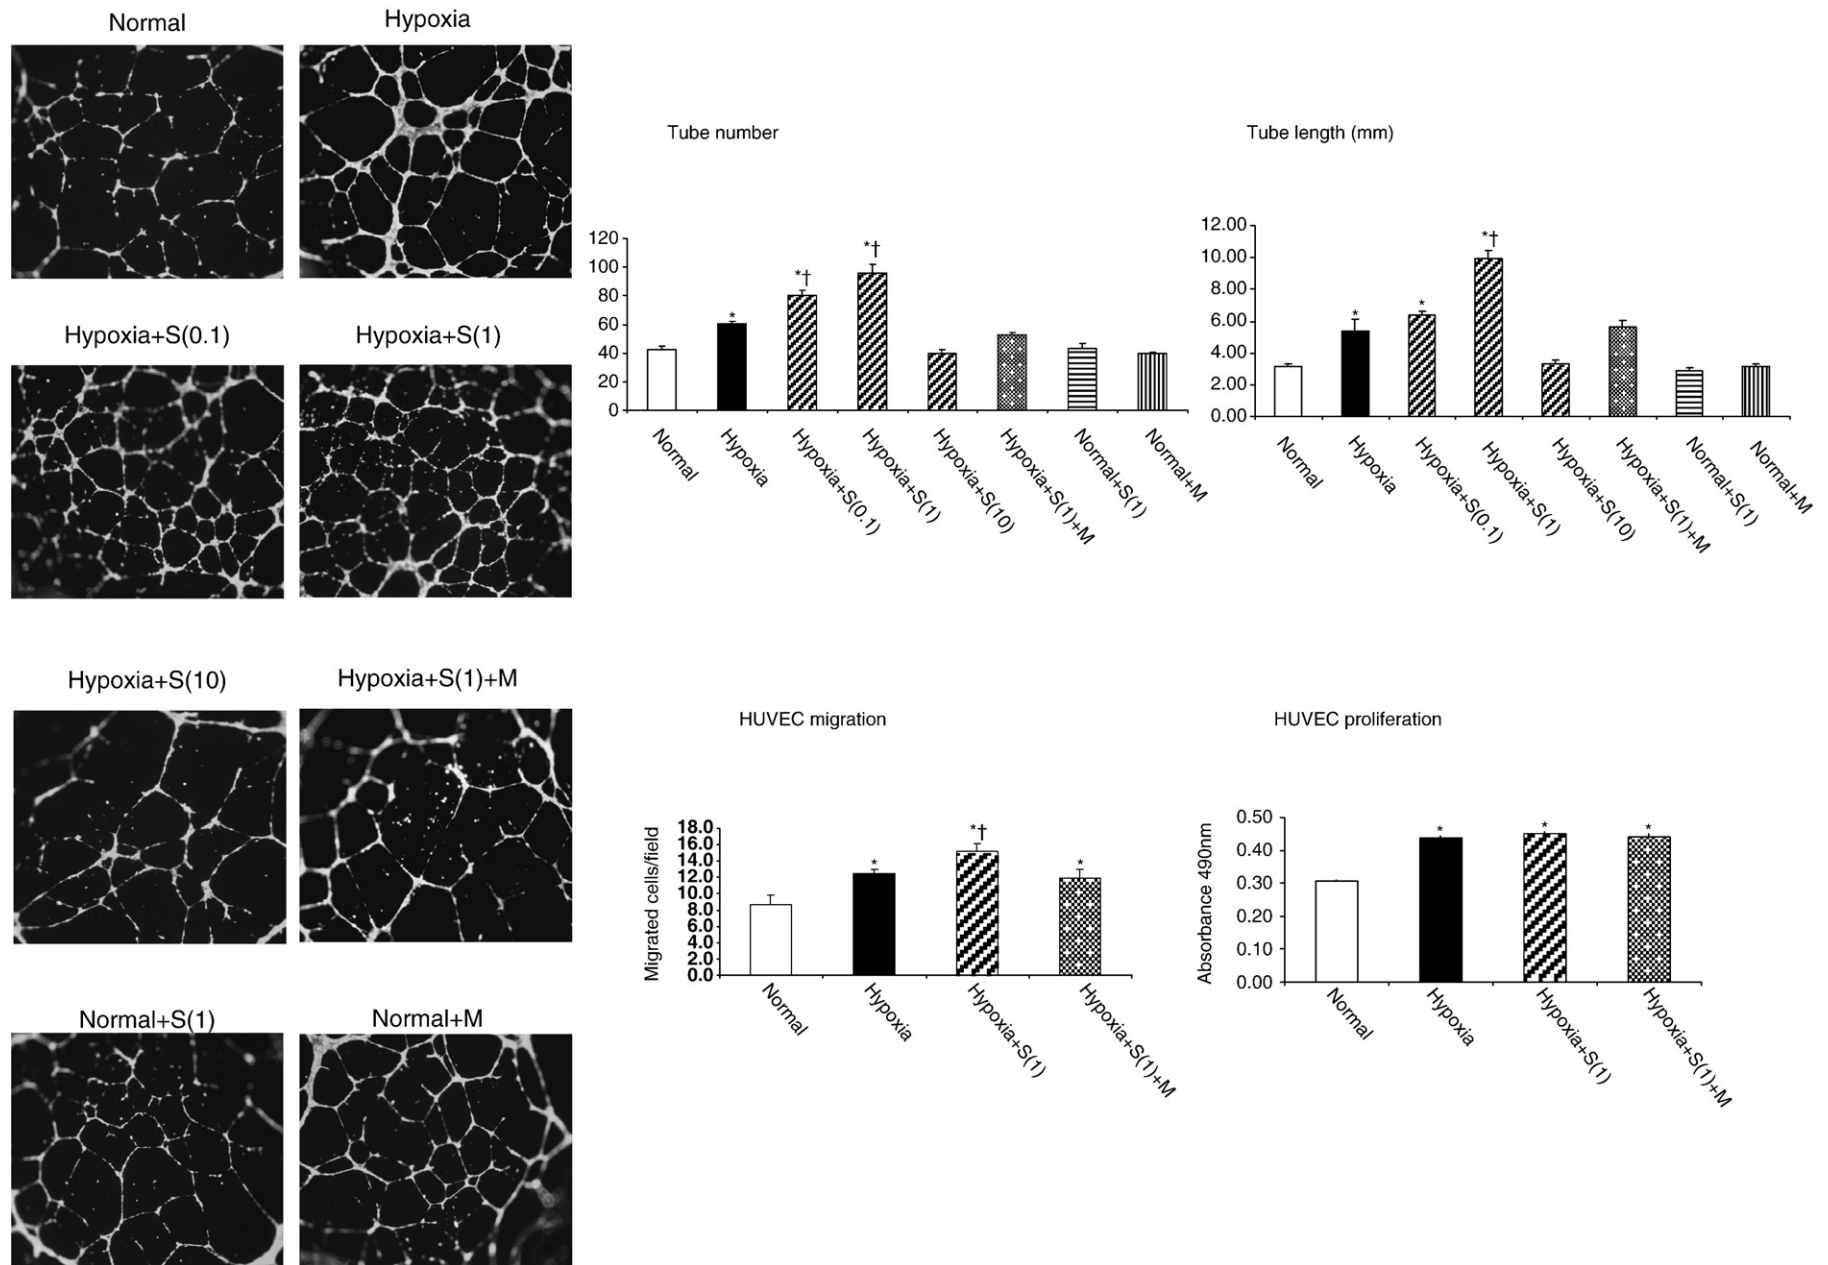 Normal
Hypoxia
Hypoxia+S(0.1)
Hypoxia+S(1)
Hypoxia+S(10)
Hypoxia+S(1)+M
Normal+S(1)
Normal+M
Tube number
120
100
80
60
40
20
0
*
*†
*†
Normal
Hypoxia
Hypoxia+S(0.1)
Hypoxia+S(1)
Hypoxia+S(10)
Hypoxia+S(1)+M
Normal+S(1)
Normal+M
Tube length (mm)
12.00
10.00
8.00
6.00
4.00
2.00
0.00
*
*
*†
Normal
Hypoxia
Hypoxia+S(0.1)
Hypoxia+S(1)
Hypoxia+S(10)
Hypoxia+S(1)+M
Normal+S(1)
Normal+M
HUVEC migration
Migrated cells/field
18.0
16.0
14.0
12.0
10.0
8.0
6.0
4.0
2.0
0.0
*
*†
*
Normal
Hypoxia
Hypoxia+S(1)
Hypoxia+S(1)+M
HUVEC proliferation
Absorbance 490nm
0.50
0.40
0.30
0.20
0.10
0.00
*
*
*
Normal
Hypoxia
Hypoxia+S(1)
Hypoxia+S(1)+M